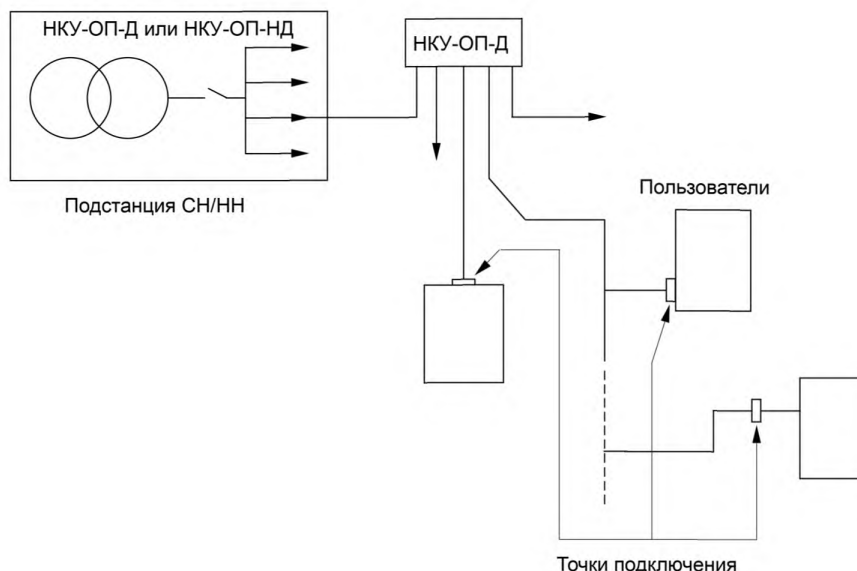 НКУ-ОП-Д или НКУ-ОП-НД
НКУ-ОП-Д
Подстанция СН/НН
Пользователи
Точки подключения